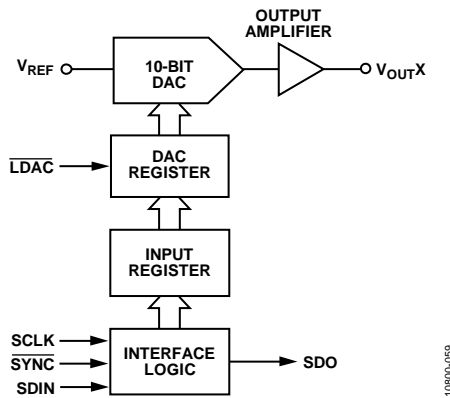 OUTPUT
AMPLIFIER
VREF
10-BIT
DAC
VOUTX
LDAC
DAC
REGISTER
INPUT
REGISTER
SCLK
SYNC
SDIN
INTERFACE
LOGIC
SDO
10800-059